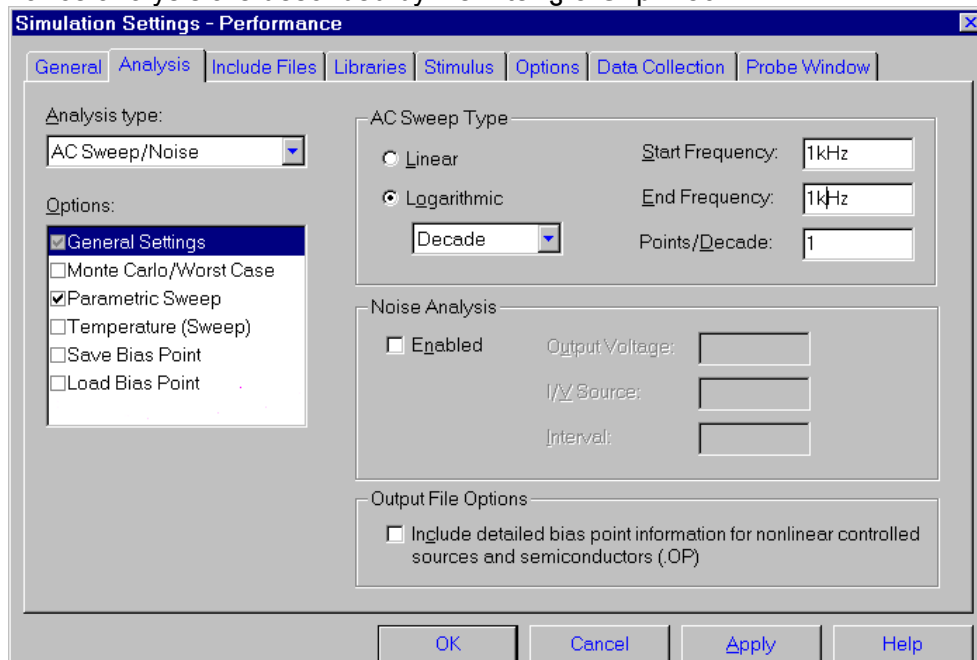 Simulation Settings - Performance
General Analysis Include Files Libraries Stimulus Options Data Collection Probe Window
Analysis type:
AC Sweep/Noise
Options:
General Settings
Monte Carlo/Worst Case
Parametric Sweep
Temperature (Sweep)
Save Bias Point
Load Bias Point
AC Sweep Type
Linear
Logarithmic
Decade
Start Frequency: 1kHz
End Frequency: 1kHz
Points/Decade: 1
Noise Analysis
Enabled
Output Voltage:
I/V Source:
Interval:
Output File Options
Include detailed bias point information for nonlinear controlled
sources and semiconductors (.OP)
OK Cancel Apply Help